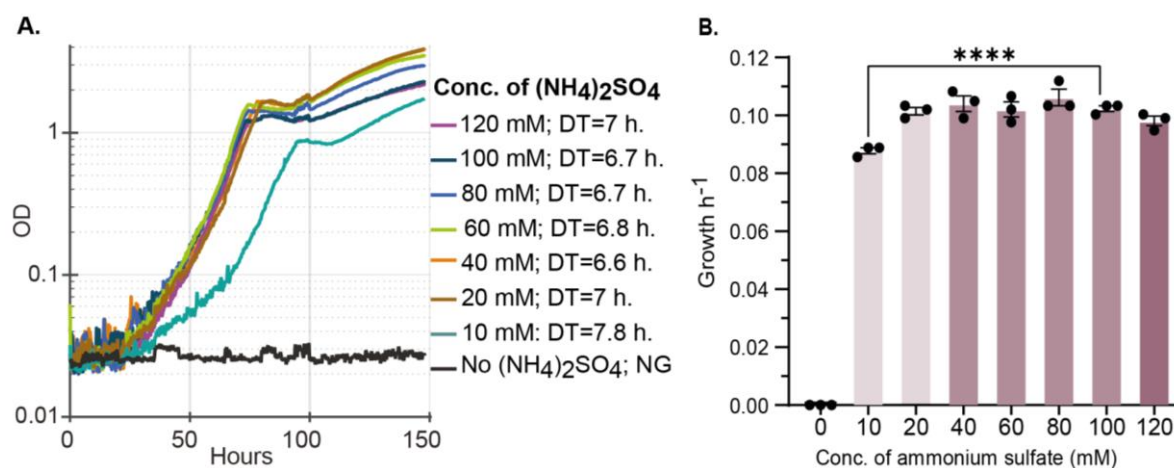 A.
OD
1
0.1
0.01
0
50
100
150
Hours
Conc. of (NH4)2SO4
120 mM; DT=7 h.
100 mM; DT=6.7 h.
80 mM; DT=6.7 h.
60 mM; DT=6.8 h.
40 mM; DT=6.6 h.
20 mM; DT=7 h.
10 mM: DT=7.8 h.
No (NH4)2SO4; NG
B.
****
Growth h-1
0.12
0.10
0.08
0.06
0.04
0.02
0.00
0
10
20
40
60
80
100
120
Conc. of ammonium sulfate (mM)